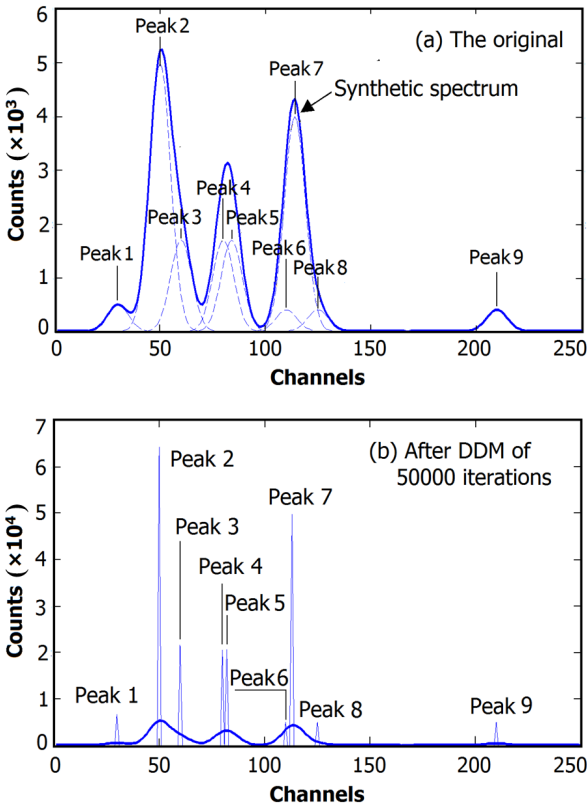 6
(a) The original
Peak 2
5
Peak 7
Synthetic spectrum
4
Counts (×10³)
3
Peak 4
2
Peak 3
Peak 5
Peak 1
Peak 6
Peak 9
1
Peak 8
0
0 50 100 150 200 250
Channels
7
(b) After DDM of
50000 iterations
Peak 2
6
Peak 7
5
Peak 3
4
Counts (×10⁴)
Peak 4
3
Peak 5
2
Peak 6
Peak 1
Peak 8
Peak 9
1
0
0 50 100 150 200 250
Channels